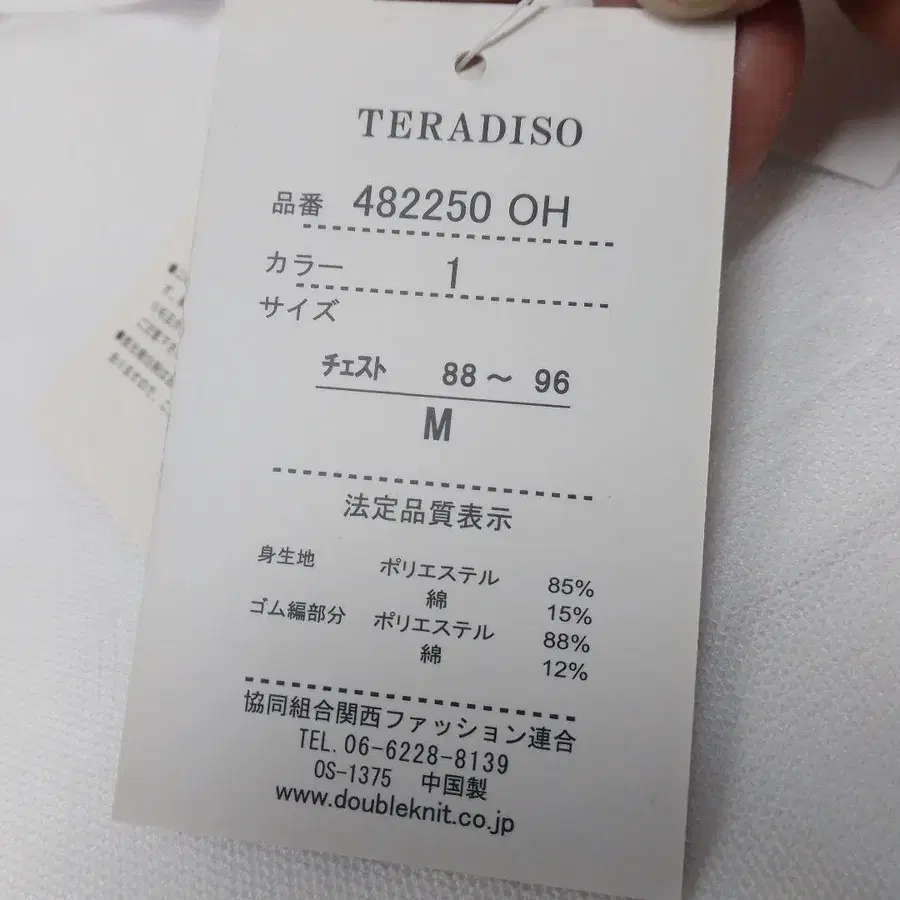 TERADISO
品番 482250 OH
カラー 1
サイズ
チェスト 88 ~ 96
M
法定品質表示
身生地 ポリエステル 85%
綿 15%
ゴム編部分 ポリエステル 88%
綿 12%
協同組合関西ファッション連合
TEL. 06-6228-8139
OS-1375 中国製
www.doubleknit.co.jp